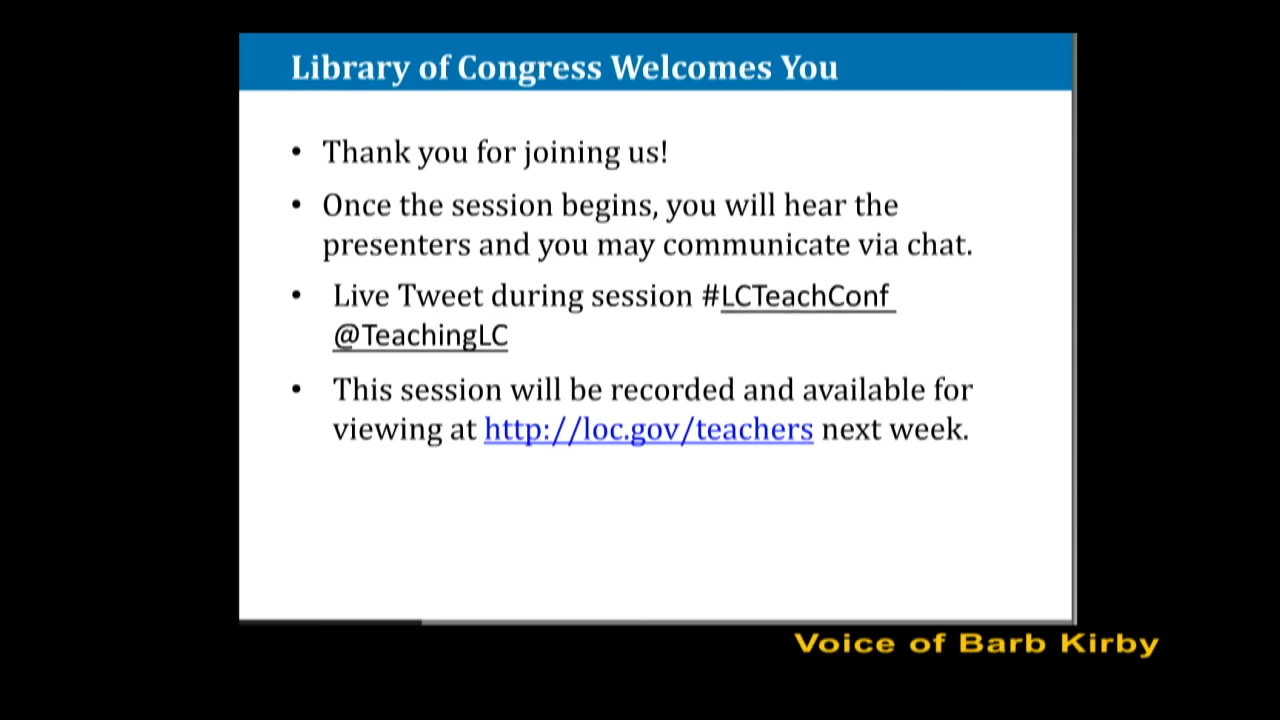 Library of Congress Welcomes You
• Thank you for joining us!
• Once the session begins, you will hear the
presenters and you may communicate via chat.
• Live Tweet during session #LCTeachConf
@TeachingLC
• This session will be recorded and available for
viewing at http://loc.gov/teachers next week.
Voice of Barb Kirby